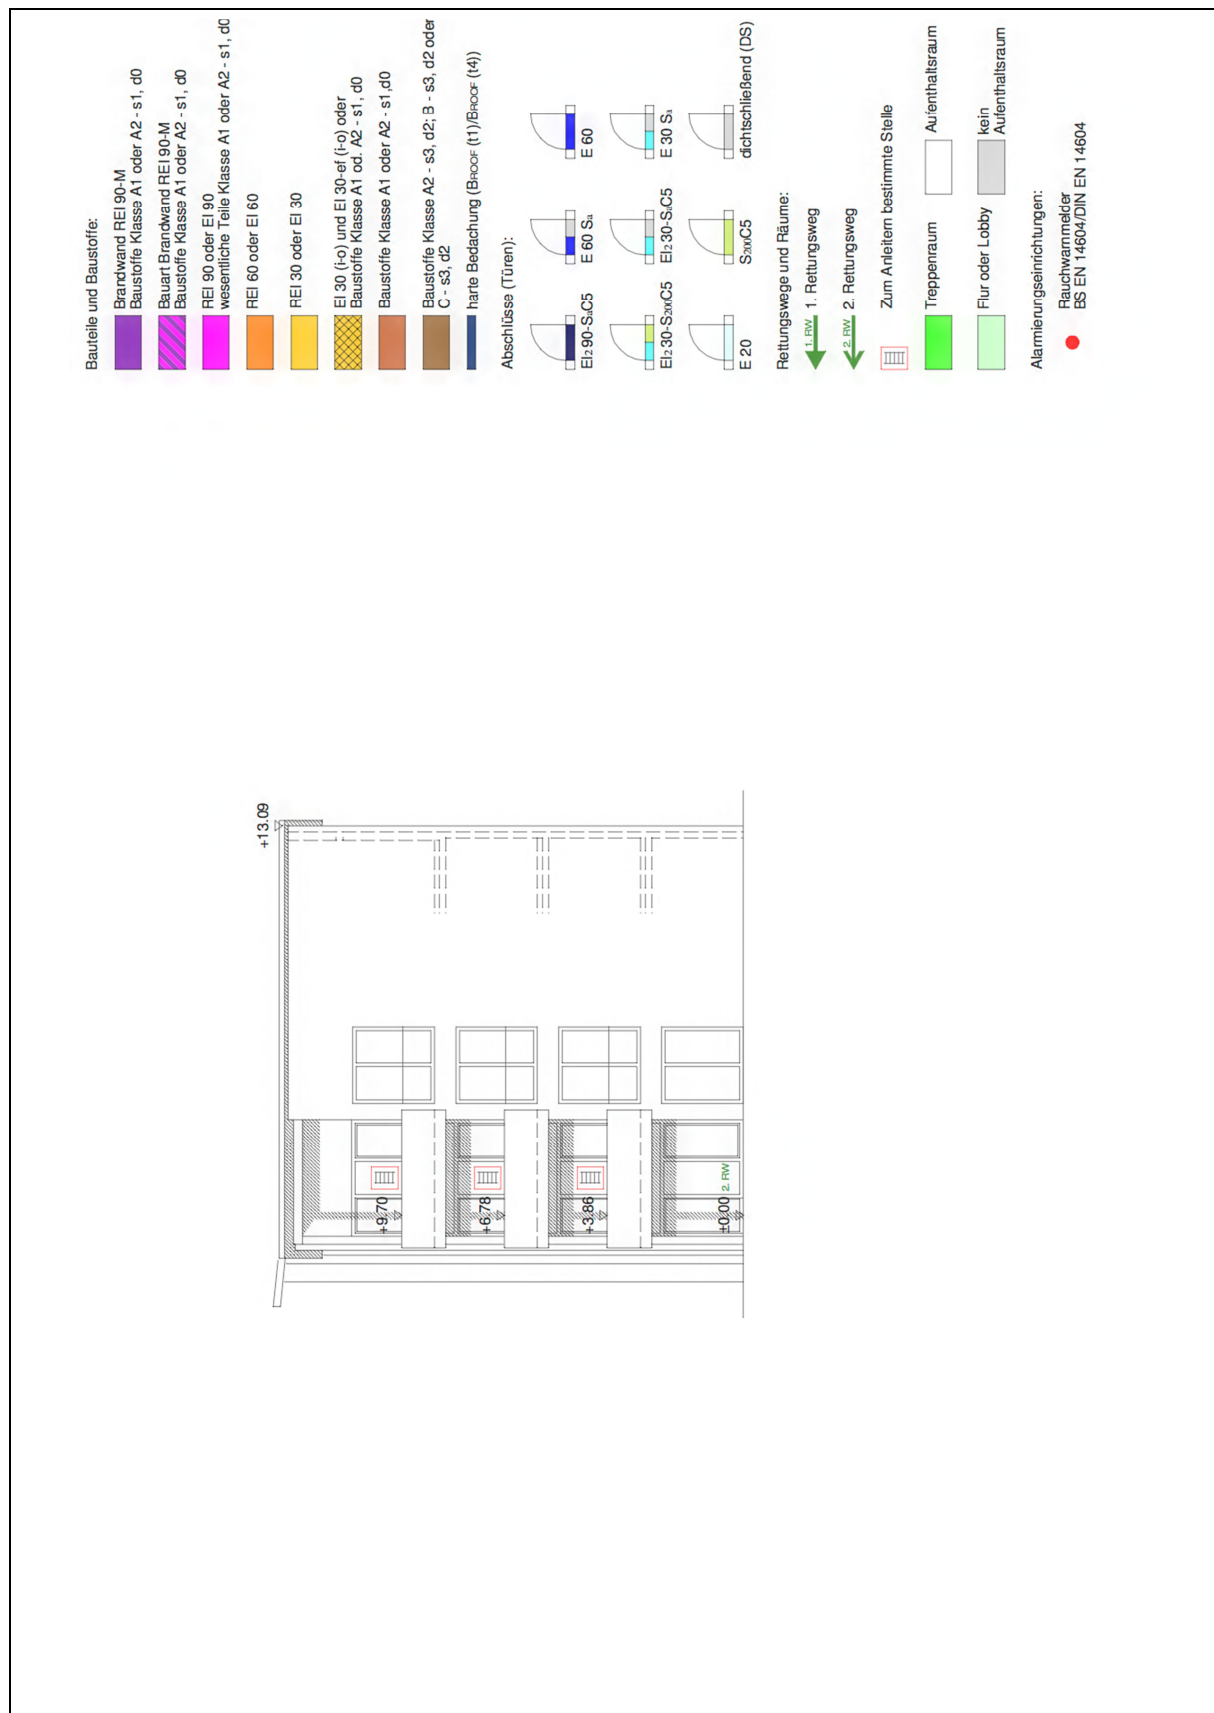 Bauteile und Baustoffe:
Brandwand REI 90-M
Baustoffe Klasse A1 oder A2 - s1, d0
Bauart Brandwand REI 90-M
Baustoffe Klasse A1 oder A2 - s1, d0
REI 90 oder EI 90
wesentliche Teile Klasse A1 oder A2 - s1, d0
REI 60 oder EI 60
REI 30 oder EI 30
EI 30 (i-o) und EI 30-ef (i-o) oder
Baustoffe Klasse A1 od. A2 - s1, d0
Baustoffe Klasse A1 oder A2 - s1,d0
Baustoffe Klasse A2 - s3, d2; B - s3, d2 oder
C - s3, d2
harte Bedachung (BROOF (t1)/BROOF (t4))
Abschlüsse (Türen):
EI₂ 90-SₐC5
E 60 Sₐ
E 60
EI₂ 30-S₂₀₀C5
EI₂ 30-SₐC5
E 30 Sₐ
E 20
S₂₀₀C5
dichtschließend (DS)
Rettungswege und Räume:
1. RW
1. Rettungsweg
2. RW
2. Rettungsweg
Zum Anleitern bestimmte Stelle
Treppenraum
Aufenthaltsraum
Flur oder Lobby
kein
Aufenthaltsraum
Alarmierungseinrichtungen:
Rauchwarnmelder
BS EN 14604/DIN EN 14604
+13.09
+9.70
+6.78
+3.86
±0.00
2. RW